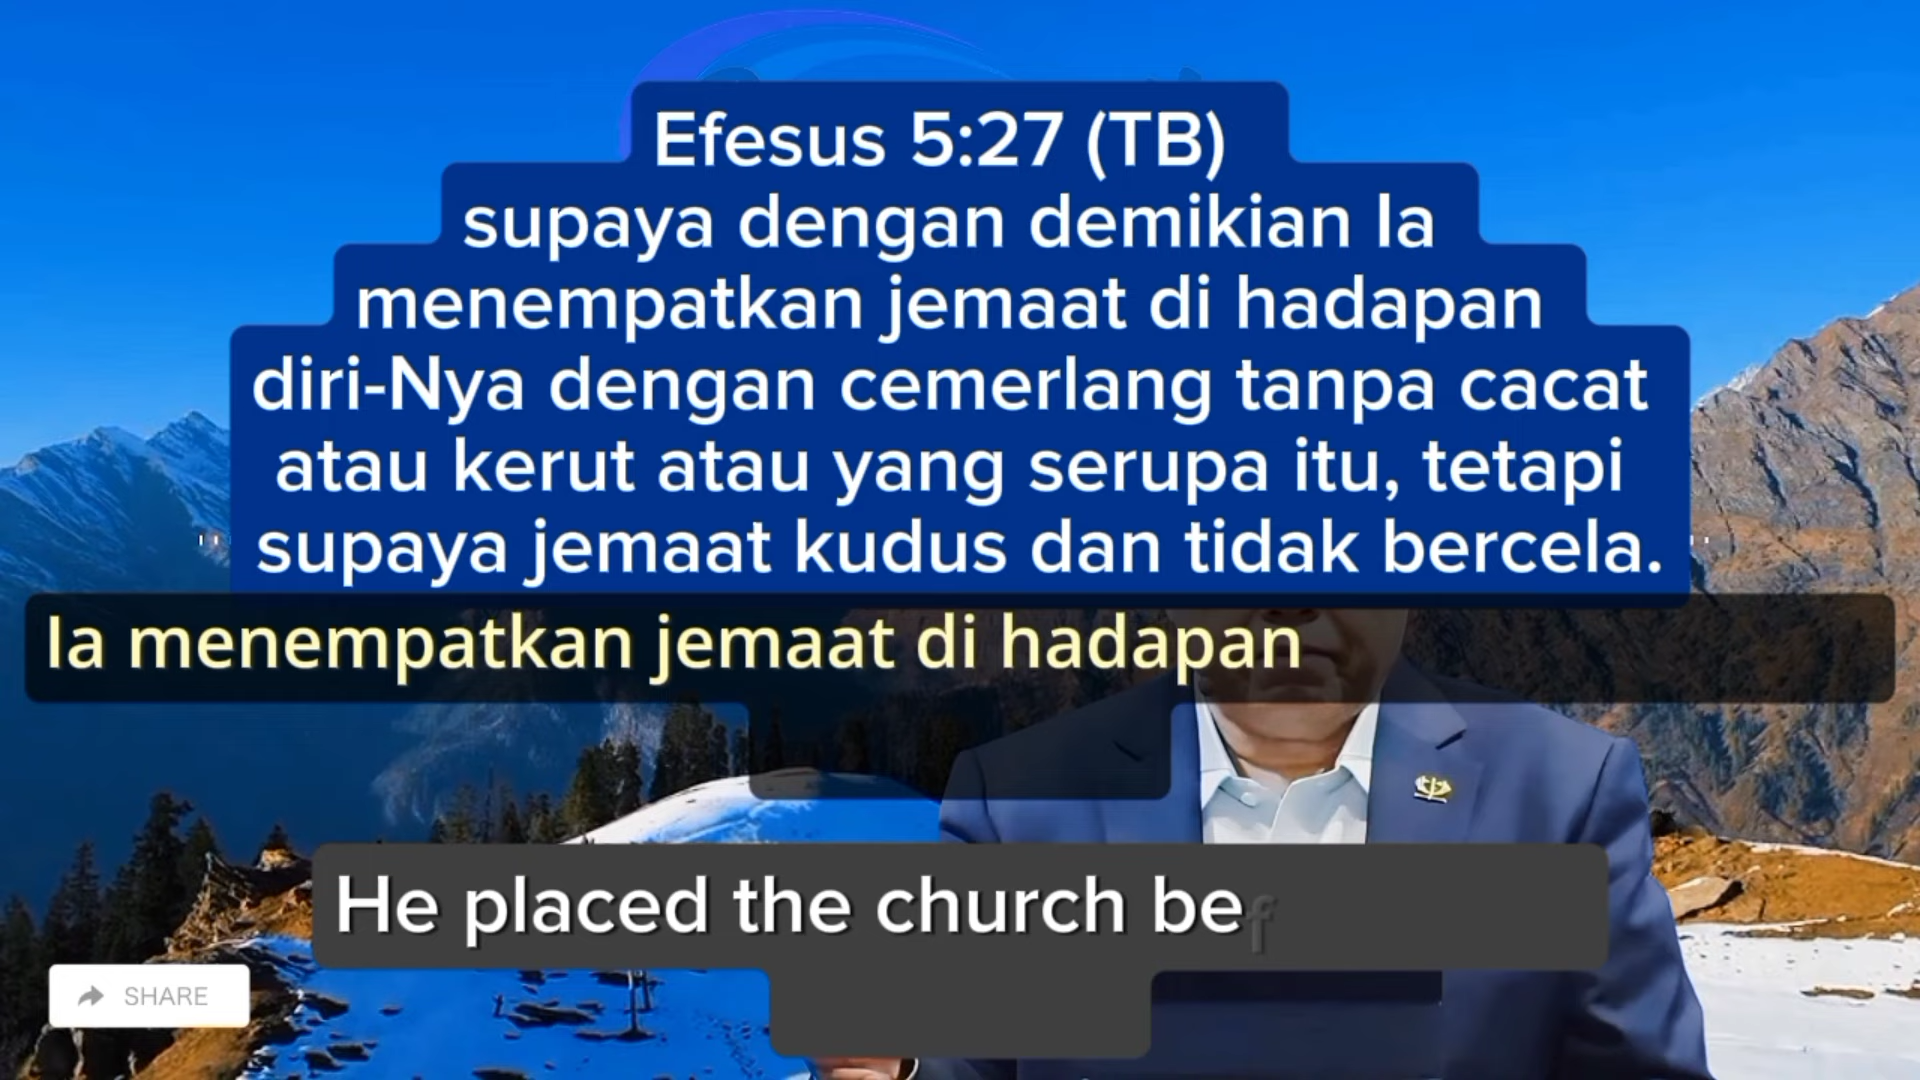 Efesus 5:27 (TB)
supaya dengan demikian Ia
menempatkan jemaat di hadapan
diri-Nya dengan cemerlang tanpa cacat
atau kerut atau yang serupa itu, tetapi
supaya jemaat kudus dan tidak bercela.
Ia menempatkan jemaat di hadapan
He placed the church bef
SHARE